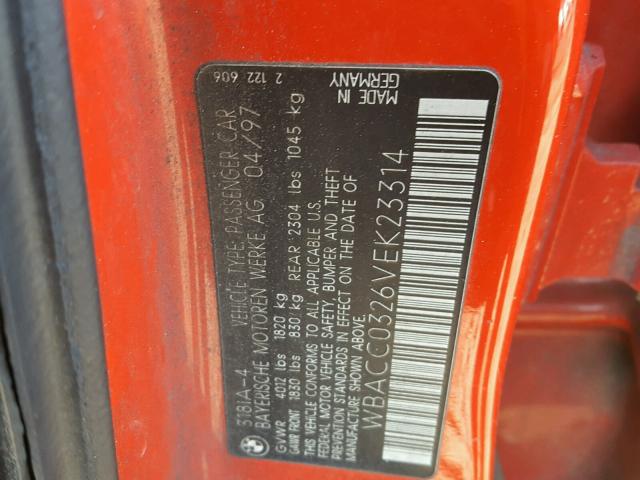 318iA-4 VEHICLE TYPE: PASSENGER CAR 2 122 606
BAYERISCHE MOTOREN WERKE AG 04/97
GVWR 4012 lbs 1820 kg
GAWR FRONT 1830 lbs 830 kg REAR 2304 lbs 1045 kg
THIS VEHICLE CONFORMS TO ALL APPLICABLE U.S.
FEDERAL MOTOR VEHICLE SAFETY, BUMPER AND THEFT
PREVENTION STANDARDS IN EFFECT ON THE DATE OF
MANUFACTURE SHOWN ABOVE.
MADE IN
GERMANY
WBACC0326VEK23314